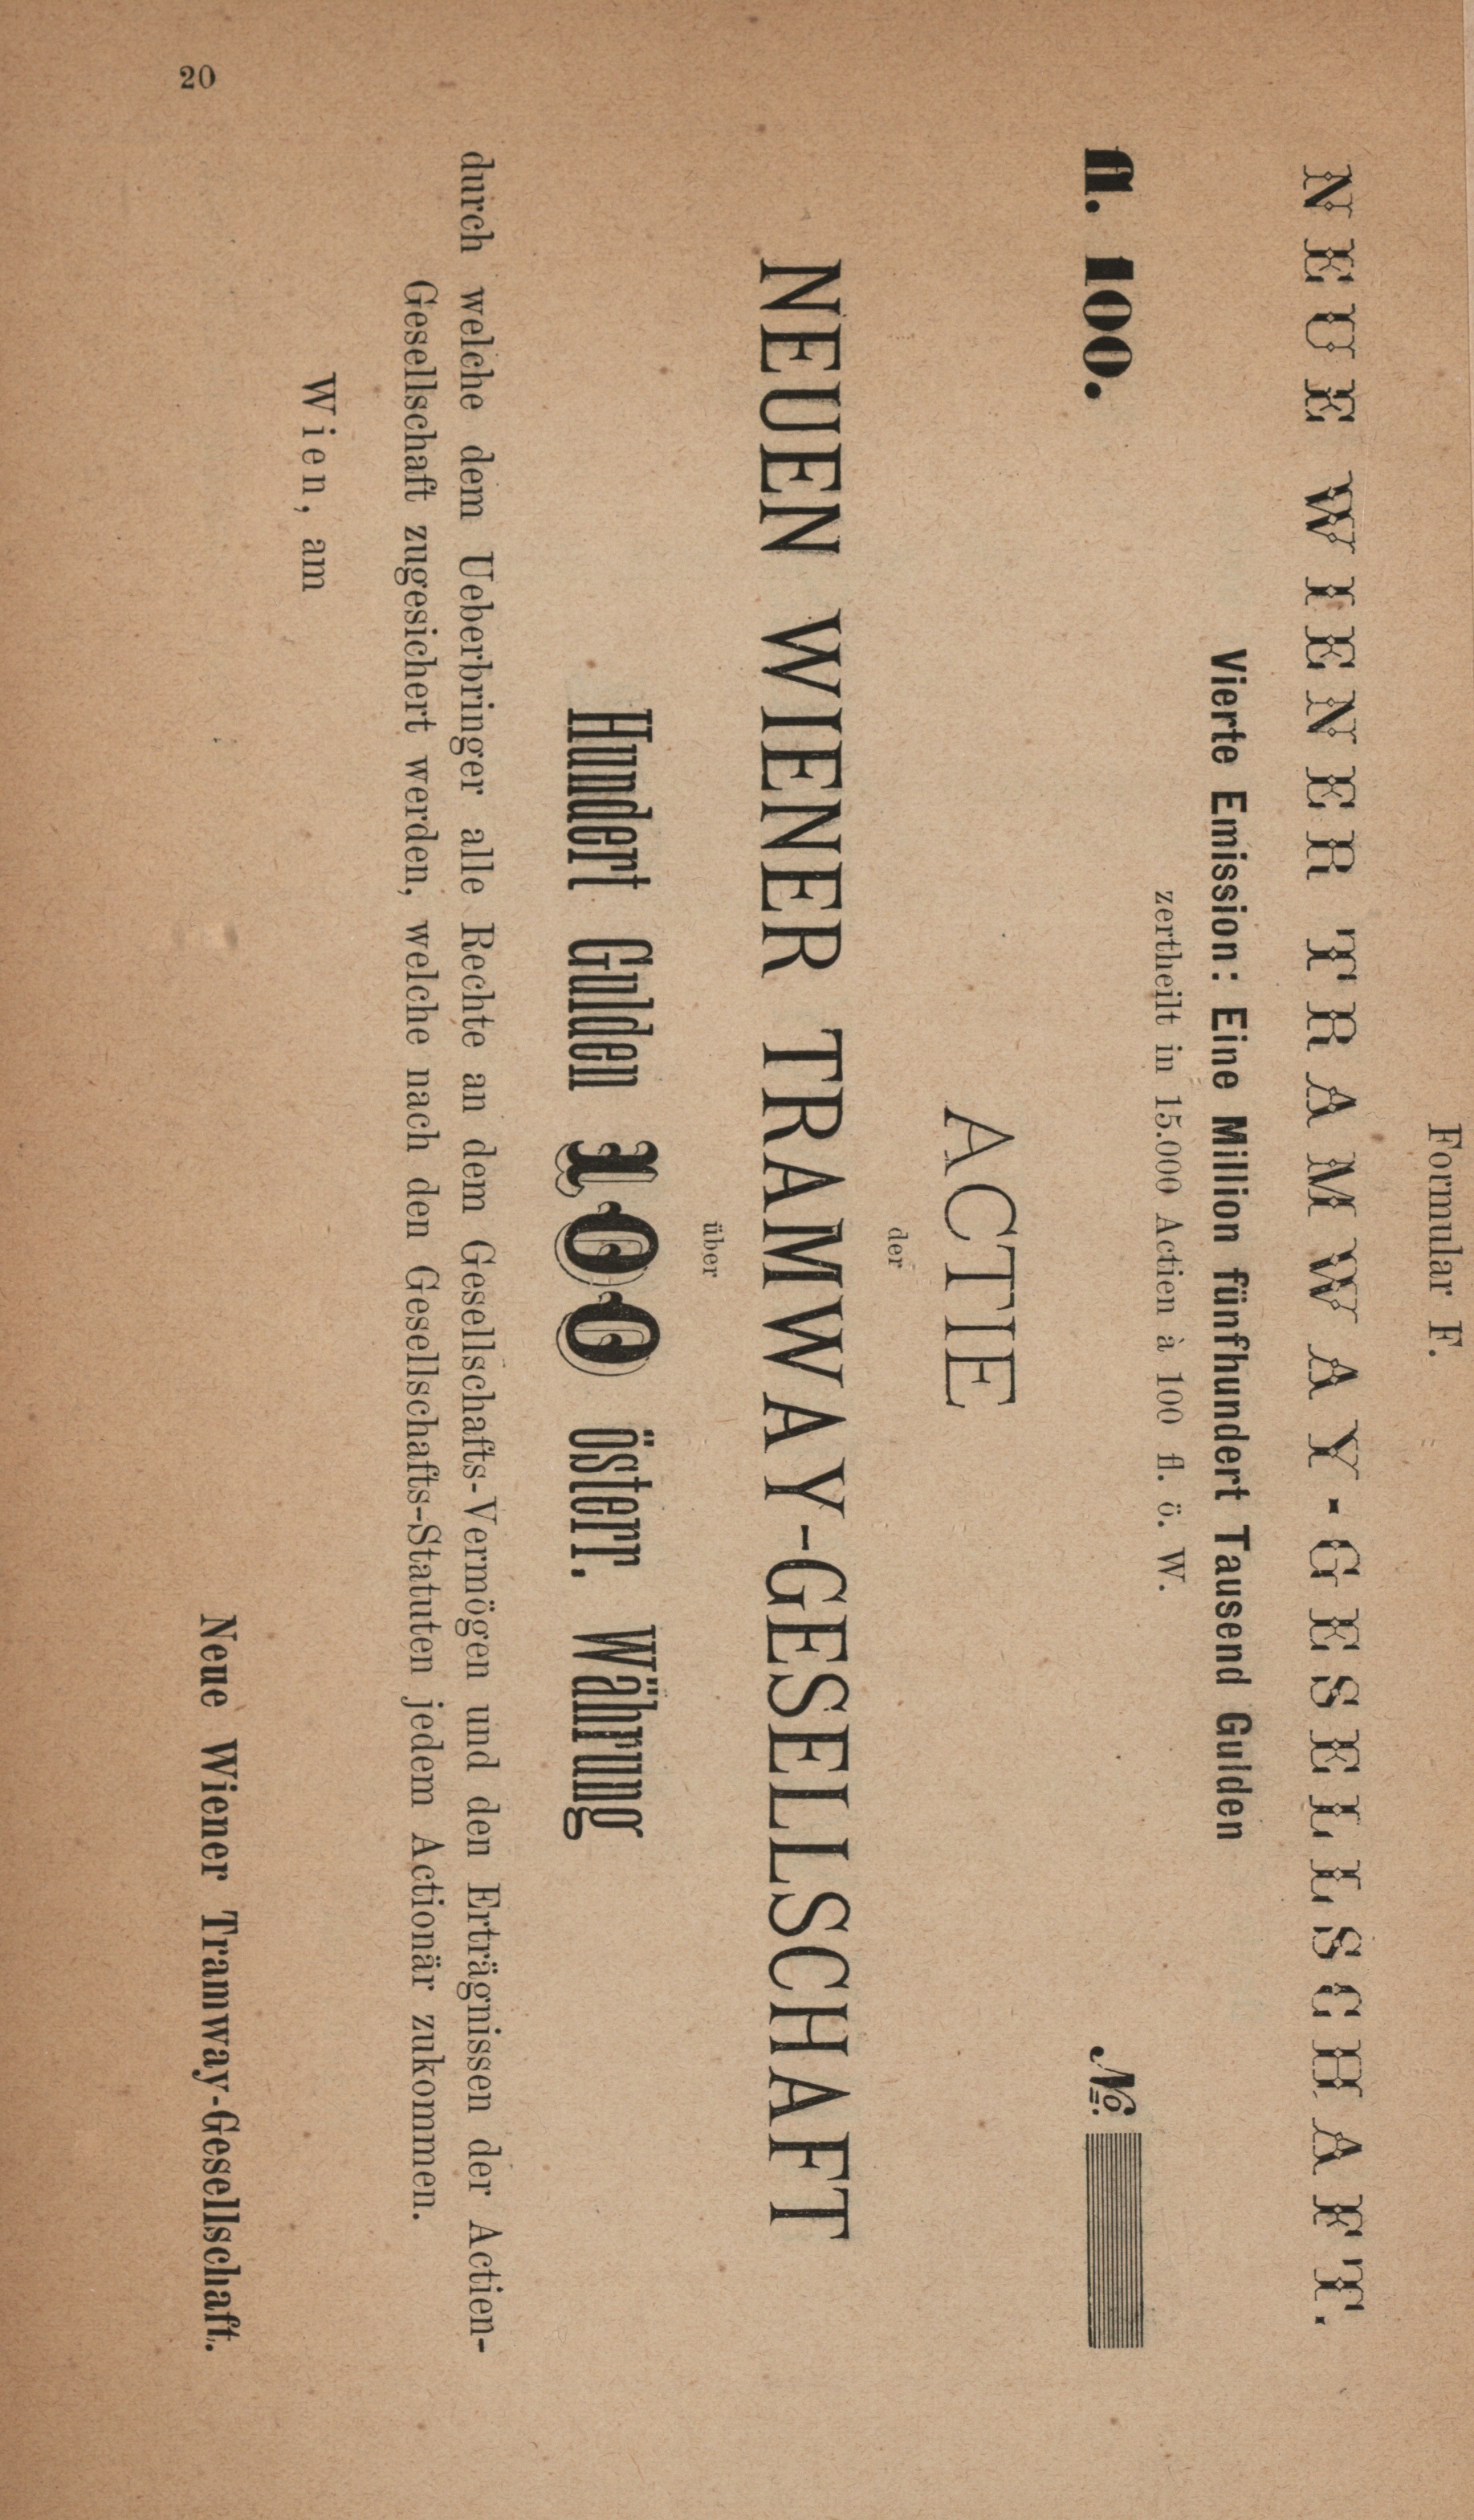 20
Formular F.
NEUE WIENER TRAMWAY-GESELLSCHAFT.
Vierte Emission: Eine Million fünfhundert Tausend Gulden
zertheilt in 15.000 Actien à 100 fl. ö. W.
fl. 100.
No.
ACTIE
der
NEUEN WIENER TRAMWAY-GESELLSCHAFT
über
Hundert Gulden 100 österr. Währung
durch welche dem Ueberbringer alle Rechte an dem Gesellschafts-Vermögen und den Erträgnissen der Actien-
Gesellschaft zugesichert werden, welche nach den Gesellschafts-Statuten jedem Actionär zukommen.
Wien, am
Neue Wiener Tramway-Gesellschaft.